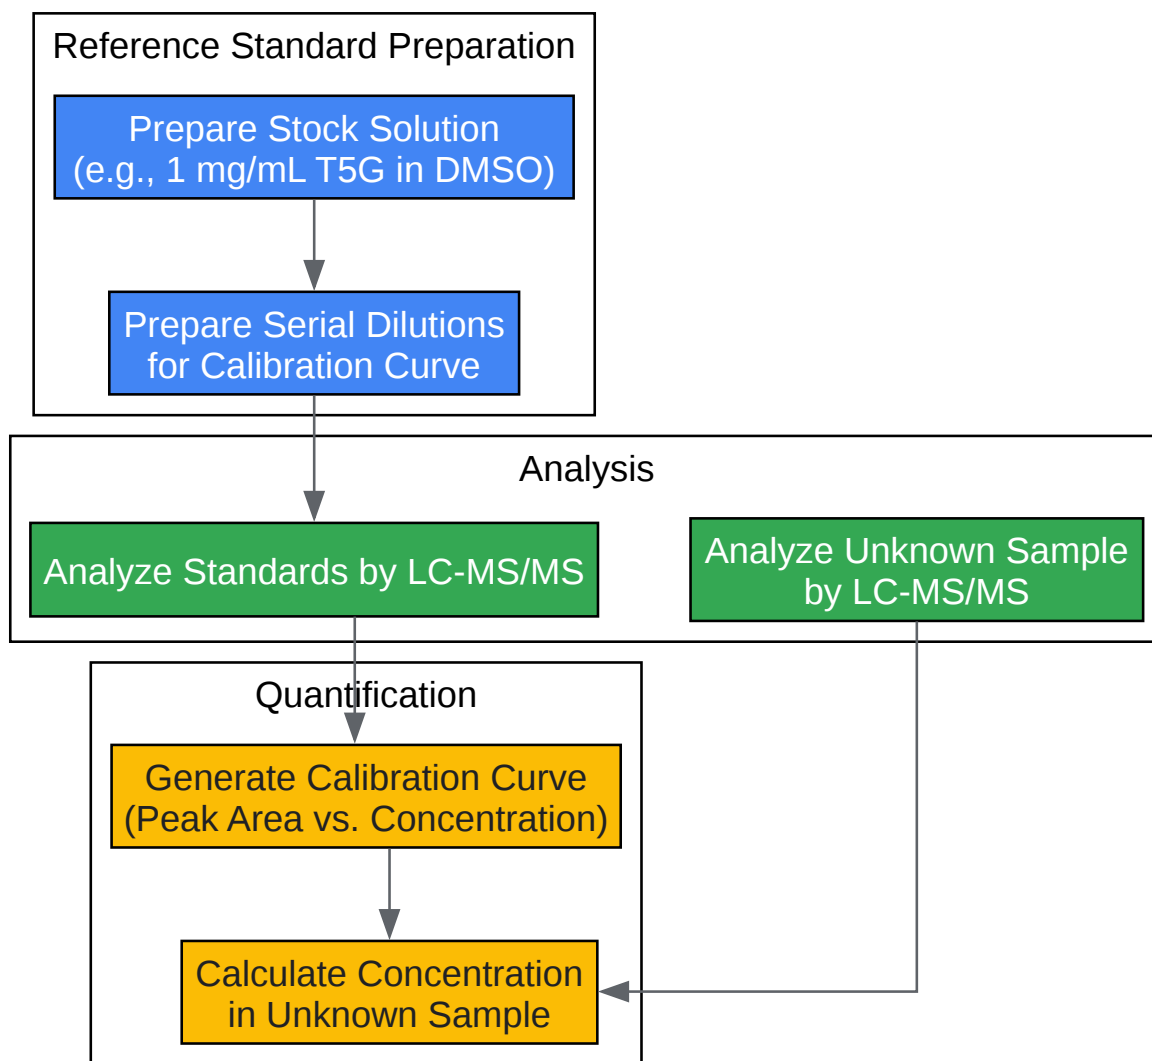 Reference Standard Preparation
Prepare Stock Solution
(e.g., 1 mg/mL T5G in DMSO)
Prepare Serial Dilutions
for Calibration Curve
Analysis
Analyze Standards by LC-MS/MS
Analyze Unknown Sample
by LC-MS/MS
Quantification
Generate Calibration Curve
(Peak Area vs. Concentration)
Calculate Concentration
in Unknown Sample